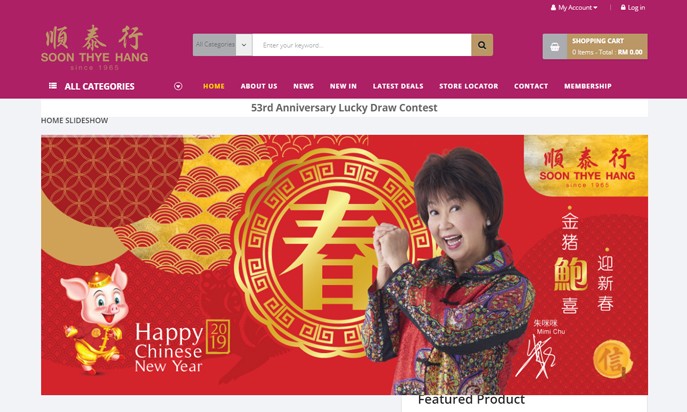 My Account
Log in
順泰行
SOON THYE HANG
since 1965
All Categories
Enter your keyword...
SHOPPING CART
0 items - Total : RM 0.00
ALL CATEGORIES
HOME
ABOUT US
NEWS
NEW IN
LATEST DEALS
STORE LOCATOR
CONTACT
MEMBERSHIP
53rd Anniversary Lucky Draw Contest
HOME SLIDESHOW
順泰行
SOON THYE HANG
since 1965
春
金豬鮑喜
迎新春
Happy
Chinese
New Year
2019
朱咪咪
Mimi Chu
信
Featured Product